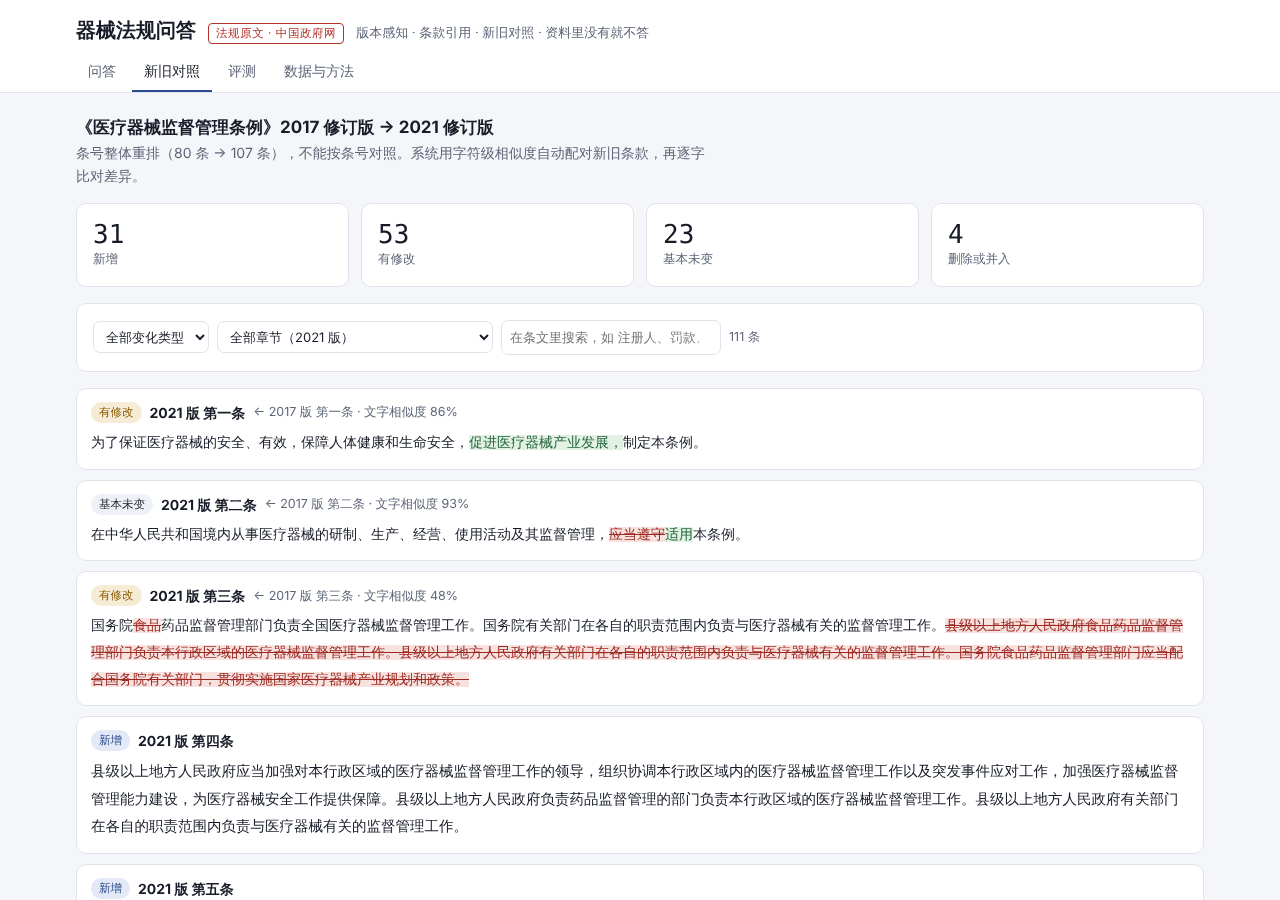 器械法规问答 法规原文 · 中国政府网 版本感知 · 条款引用 · 新旧对照 · 资料里没有就不答
问答 新旧对照 评测 数据与方法
《医疗器械监督管理条例》2017 修订版 → 2021 修订版
条号整体重排（80 条 → 107 条），不能按条号对照。系统用字符级相似度自动配对新旧条款，再逐字
比对差异。
31 53 23 4
新增 有修改 基本未变 删除或并入
全部变化类型 全部章节（2021 版） 在条文里搜索，如 注册人、罚款、 111 条
有修改 2021 版 第一条 ← 2017 版 第一条 · 文字相似度 86%
为了保证医疗器械的安全、有效，保障人体健康和生命安全，促进医疗器械产业发展，制定本条例。
基本未变 2021 版 第二条 ← 2017 版 第二条 · 文字相似度 93%
在中华人民共和国境内从事医疗器械的研制、生产、经营、使用活动及其监督管理，应当遵守适用本条例。
有修改 2021 版 第三条 ← 2017 版 第三条 · 文字相似度 48%
国务院食品药品监督管理部门负责全国医疗器械监督管理工作。国务院有关部门在各自的职责范围内负责与医疗器械有关的监督管理工作。县级以上地方人民政府食品药品监督管
理部门负责本行政区域的医疗器械监督管理工作。县级以上地方人民政府有关部门在各自的职责范围内负责与医疗器械有关的监督管理工作。国务院食品药品监督管理部门应当配
合国务院有关部门，贯彻实施国家医疗器械产业规划和政策。
新增 2021 版 第四条
县级以上地方人民政府应当加强对本行政区域的医疗器械监督管理工作的领导，组织协调本行政区域内的医疗器械监督管理工作以及突发事件应对工作，加强医疗器械监督
管理能力建设，为医疗器械安全工作提供保障。县级以上地方人民政府负责药品监督管理的部门负责本行政区域的医疗器械监督管理工作。县级以上地方人民政府有关部门
在各自的职责范围内负责与医疗器械有关的监督管理工作。
新增 2021 版 第五条